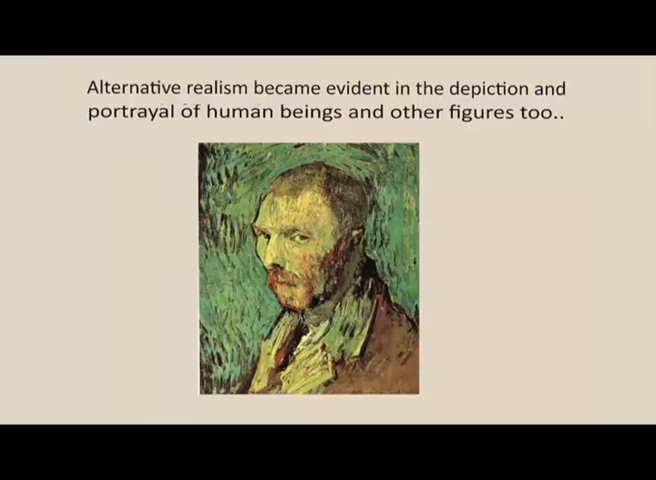 Alternative realism became evident in the depiction and
portrayal of human beings and other figures too..